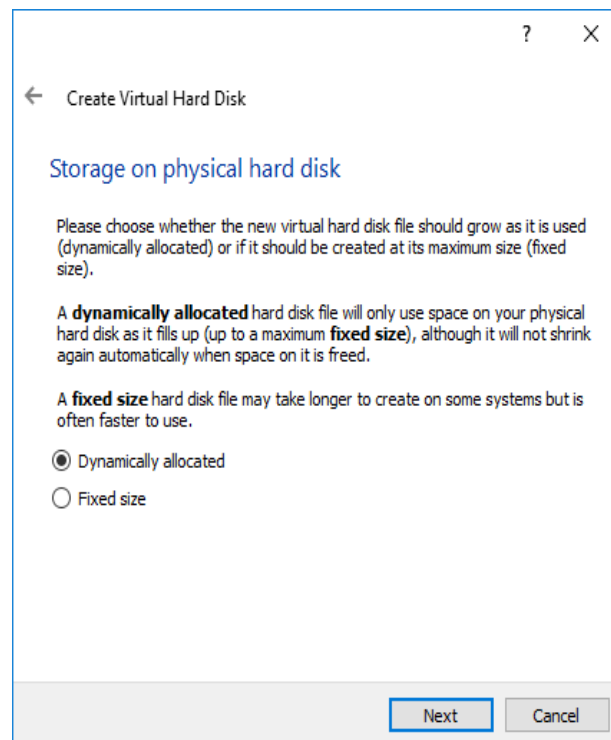 ?
Create Virtual Hard Disk
Storage on physical hard disk
Please choose whether the new virtual hard disk file should grow as it is used
(dynamically allocated) or if it should be created at its maximum size (fixed
size).
A dynamically allocated hard disk file will only use space on your physical
hard disk as it fills up (up to a maximum fixed size), although it will not shrink
again automatically when space on it is freed.
A fixed size hard disk file may take longer to create on some systems but is
often faster to use.
Dynamically allocated
Fixed size
Next Cancel